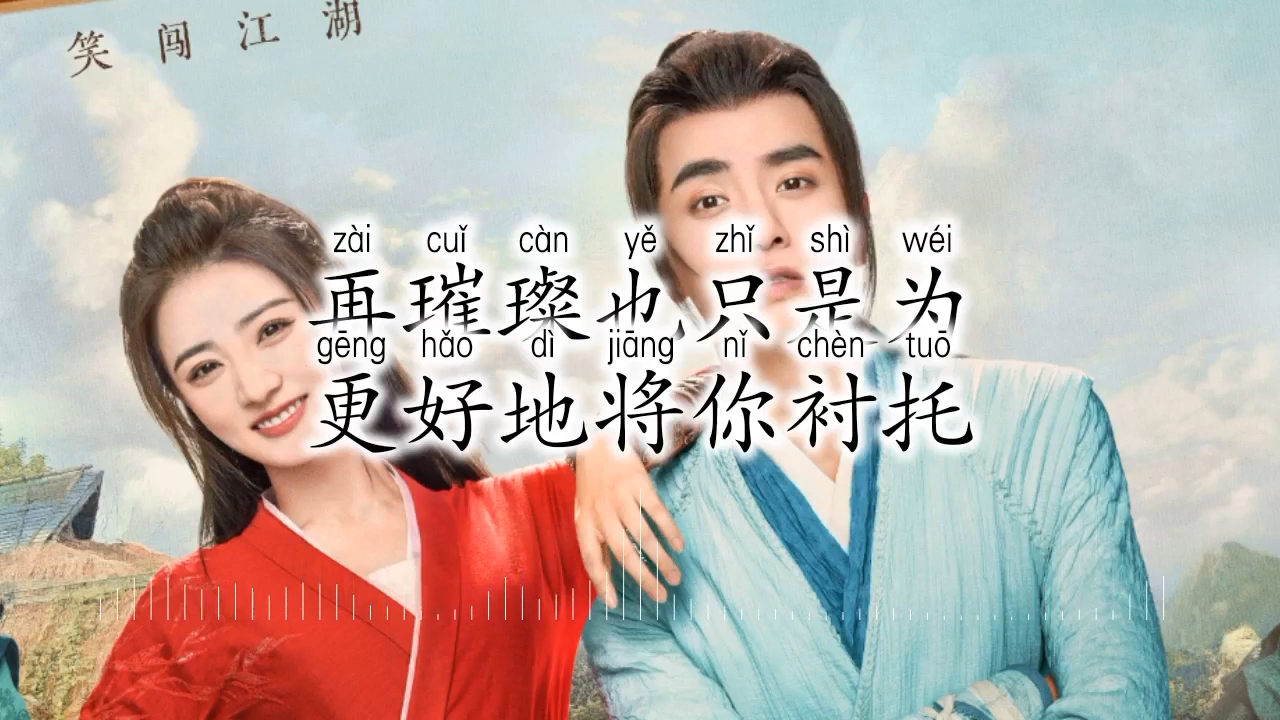 笑闯江湖
zài cuǐ càn yě zhǐ shì wéi
再璀璨也只是为
gēng hǎo dì jiāng nǐ chèn tuō
更好地将你衬托